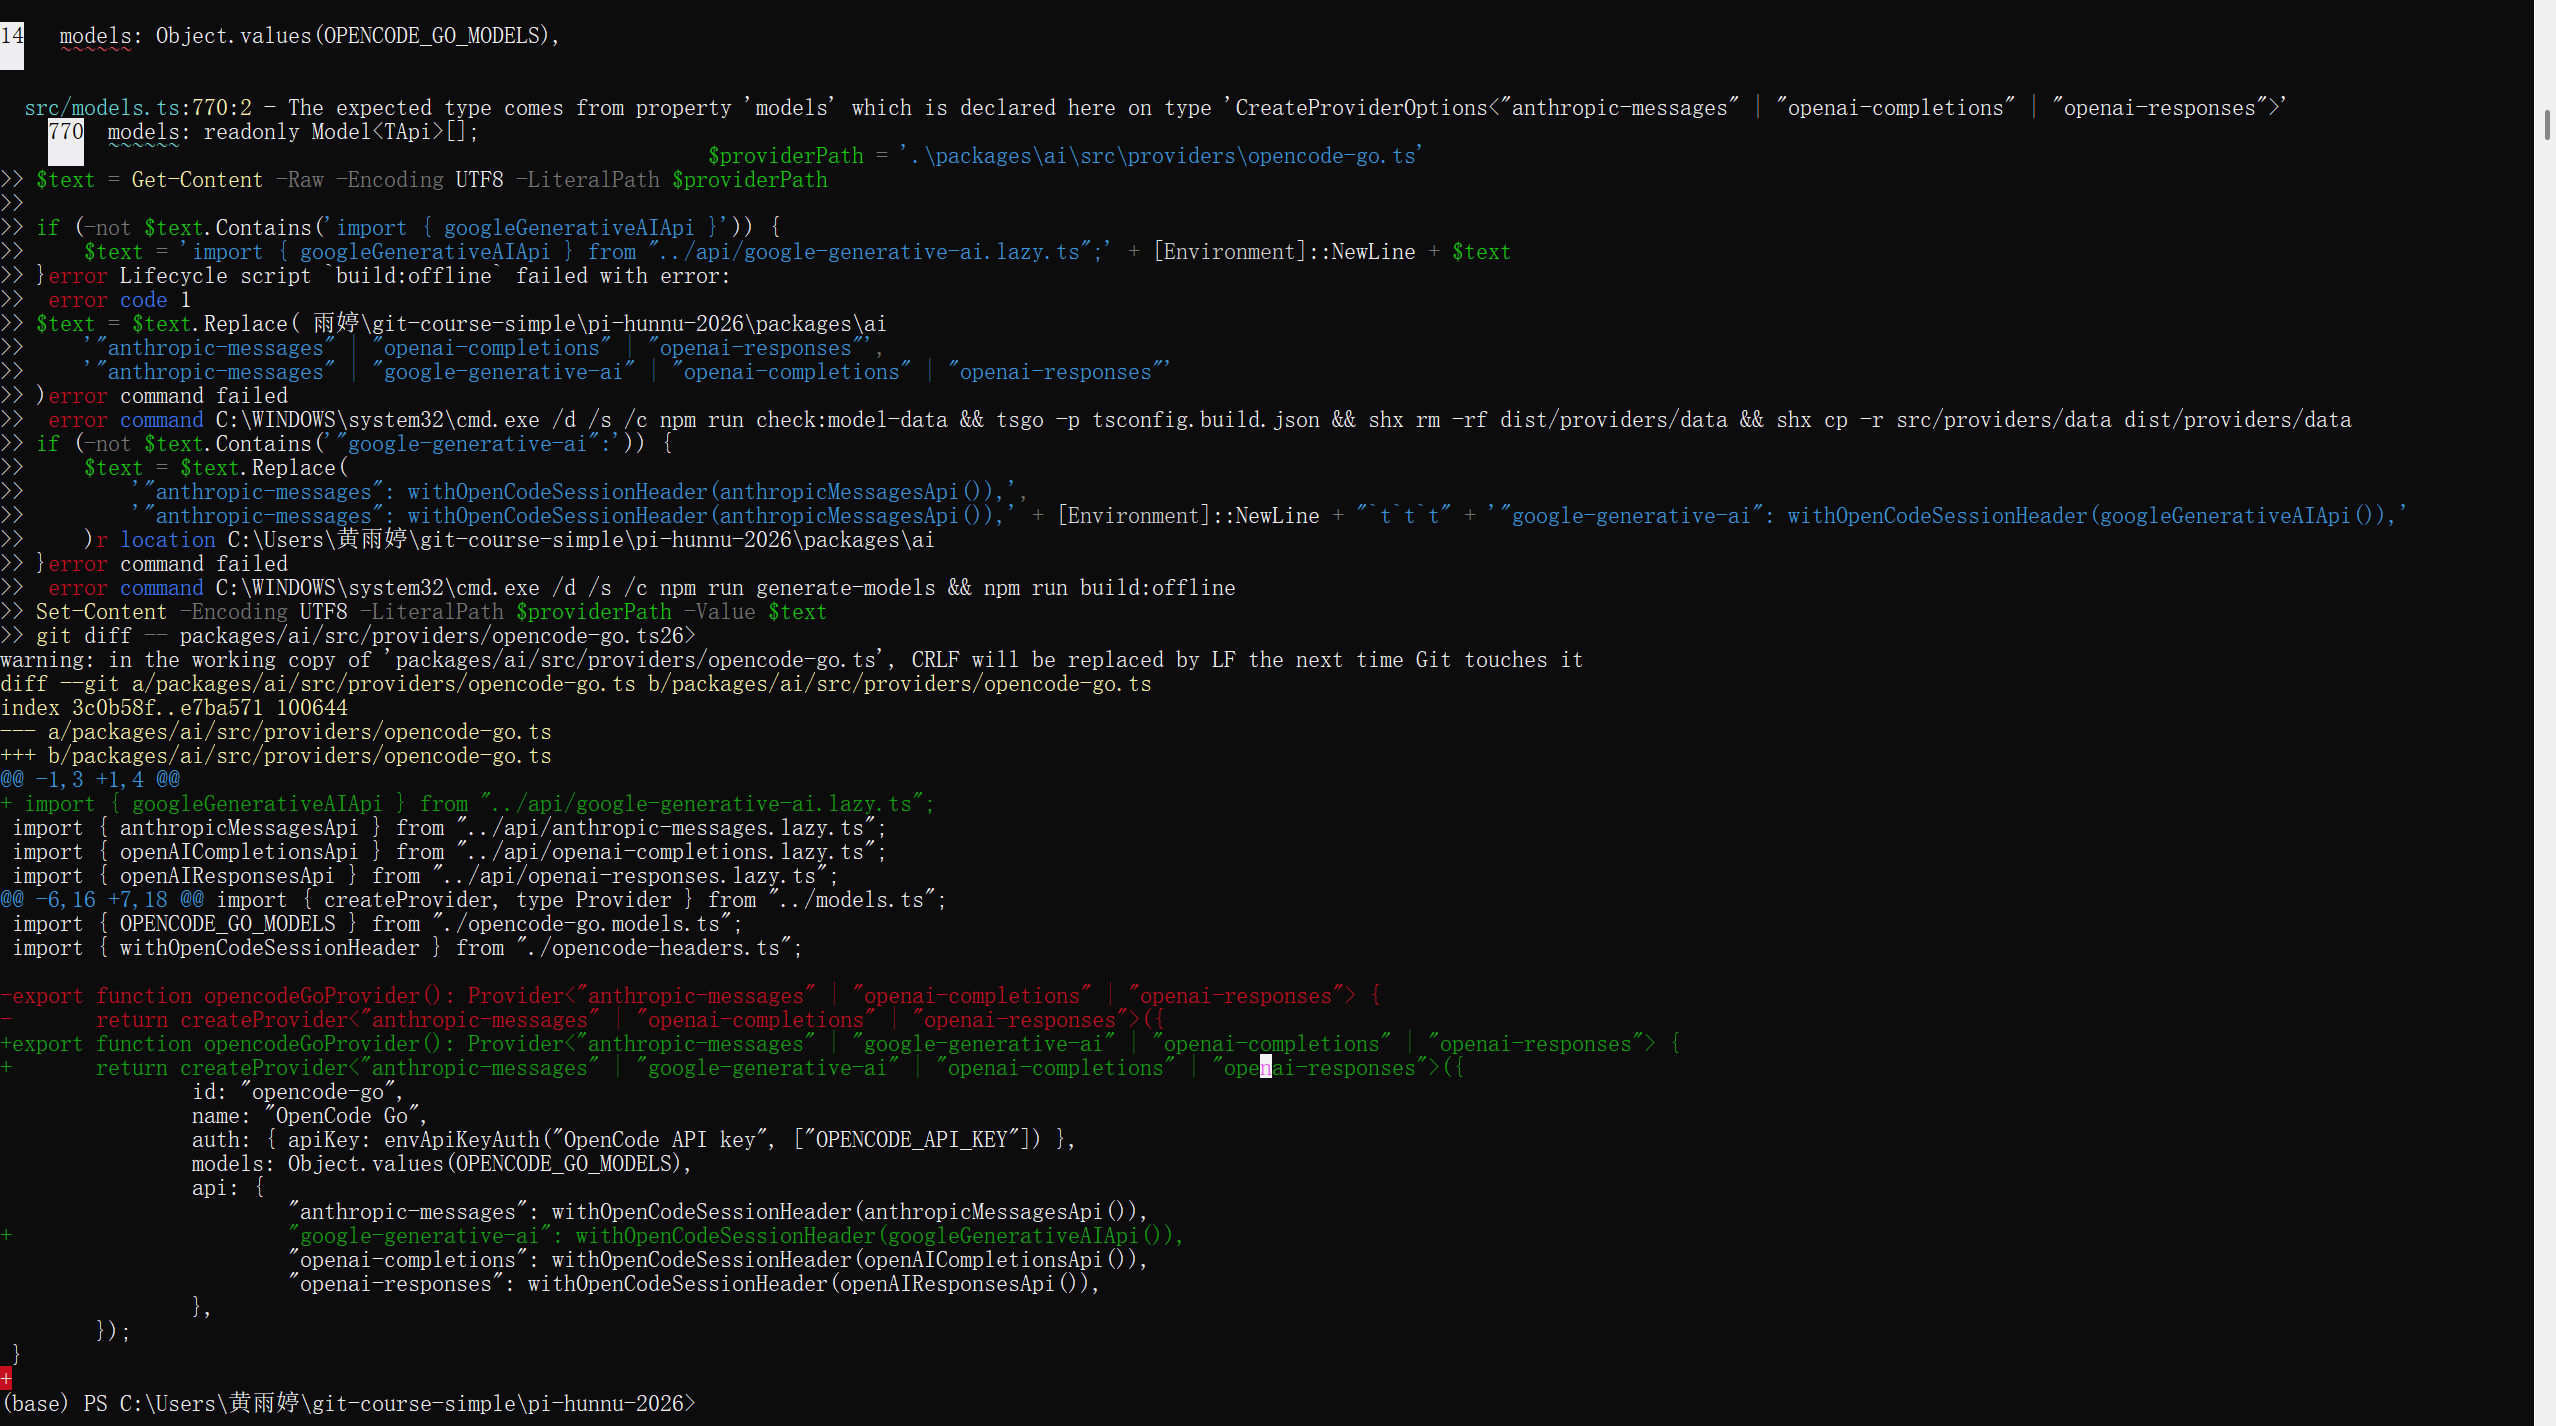 14   models: Object.values(OPENCODE_GO_MODELS),
  src/models.ts:770:2 - The expected type comes from property 'models' which is declared here on type 'CreateProviderOptions<"anthropic-messages" | "openai-completions" | "openai-responses">'
    770  models: readonly Model<TApi>[];
$providerPath = '.\packages\ai\src\providers\opencode-go.ts'
>> $text = Get-Content -Raw -Encoding UTF8 -LiteralPath $providerPath
>>
>> if (-not $text.Contains('import { googleGenerativeAIApi }')) {
>>     $text = 'import { googleGenerativeAIApi } from "../api/google-generative-ai.lazy.ts";' + [Environment]::NewLine + $text
>> }error Lifecycle script `build:offline` failed with error:
>>  error code 1
>> $text = $text.Replace( 雨婷\git-course-simple\pi-hunnu-2026\packages\ai
>>     '"anthropic-messages" | "openai-completions" | "openai-responses"',
>>     '"anthropic-messages" | "google-generative-ai" | "openai-completions" | "openai-responses"'
>> )error command failed
>>  error command C:\WINDOWS\system32\cmd.exe /d /s /c npm run check:model-data && tsgo -p tsconfig.build.json && shx rm -rf dist/providers/data && shx cp -r src/providers/data dist/providers/data
>> if (-not $text.Contains('"google-generative-ai":')) {
>>     $text = $text.Replace(
>>         '"anthropic-messages": withOpenCodeSessionHeader(anthropicMessagesApi()),',
>>         '"anthropic-messages": withOpenCodeSessionHeader(anthropicMessagesApi()),' + [Environment]::NewLine + "`t`t`t" + '"google-generative-ai": withOpenCodeSessionHeader(googleGenerativeAIApi()),'
>>     )r location C:\Users\黄雨婷\git-course-simple\pi-hunnu-2026\packages\ai
>> }error command failed
>>  error command C:\WINDOWS\system32\cmd.exe /d /s /c npm run generate-models && npm run build:offline
>> Set-Content -Encoding UTF8 -LiteralPath $providerPath -Value $text
>> git diff -- packages/ai/src/providers/opencode-go.ts26>
warning: in the working copy of 'packages/ai/src/providers/opencode-go.ts', CRLF will be replaced by LF the next time Git touches it
diff --git a/packages/ai/src/providers/opencode-go.ts b/packages/ai/src/providers/opencode-go.ts
index 3c0b58f..e7ba571 100644
--- a/packages/ai/src/providers/opencode-go.ts
+++ b/packages/ai/src/providers/opencode-go.ts
@@ -1,3 +1,4 @@
+ import { googleGenerativeAIApi } from "../api/google-generative-ai.lazy.ts";
 import { anthropicMessagesApi } from "../api/anthropic-messages.lazy.ts";
 import { openAICompletionsApi } from "../api/openai-completions.lazy.ts";
 import { openAIResponsesApi } from "../api/openai-responses.lazy.ts";
@@ -6,16 +7,18 @@ import { createProvider, type Provider } from "../models.ts";
 import { OPENCODE_GO_MODELS } from "./opencode-go.models.ts";
 import { withOpenCodeSessionHeader } from "./opencode-headers.ts";
-export function opencodeGoProvider(): Provider<"anthropic-messages" | "openai-completions" | "openai-responses"> {
-       return createProvider<"anthropic-messages" | "openai-completions" | "openai-responses">({
+export function opencodeGoProvider(): Provider<"anthropic-messages" | "google-generative-ai" | "openai-completions" | "openai-responses"> {
+       return createProvider<"anthropic-messages" | "google-generative-ai" | "openai-completions" | "openai-responses">({
                id: "opencode-go",
                name: "OpenCode Go",
                auth: { apiKey: envApiKeyAuth("OpenCode API key", ["OPENCODE_API_KEY"]) },
                models: Object.values(OPENCODE_GO_MODELS),
                api: {
                        "anthropic-messages": withOpenCodeSessionHeader(anthropicMessagesApi()),
+                       "google-generative-ai": withOpenCodeSessionHeader(googleGenerativeAIApi()),
                        "openai-completions": withOpenCodeSessionHeader(openAICompletionsApi()),
                        "openai-responses": withOpenCodeSessionHeader(openAIResponsesApi()),
                },
        });
 }
+
(base) PS C:\Users\黄雨婷\git-course-simple\pi-hunnu-2026>